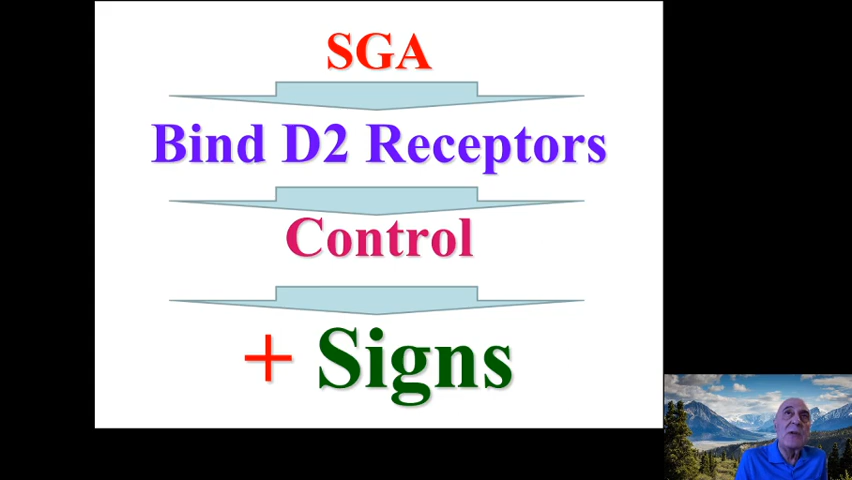 SGA
Bind D2 Receptors
Control
+ Signs